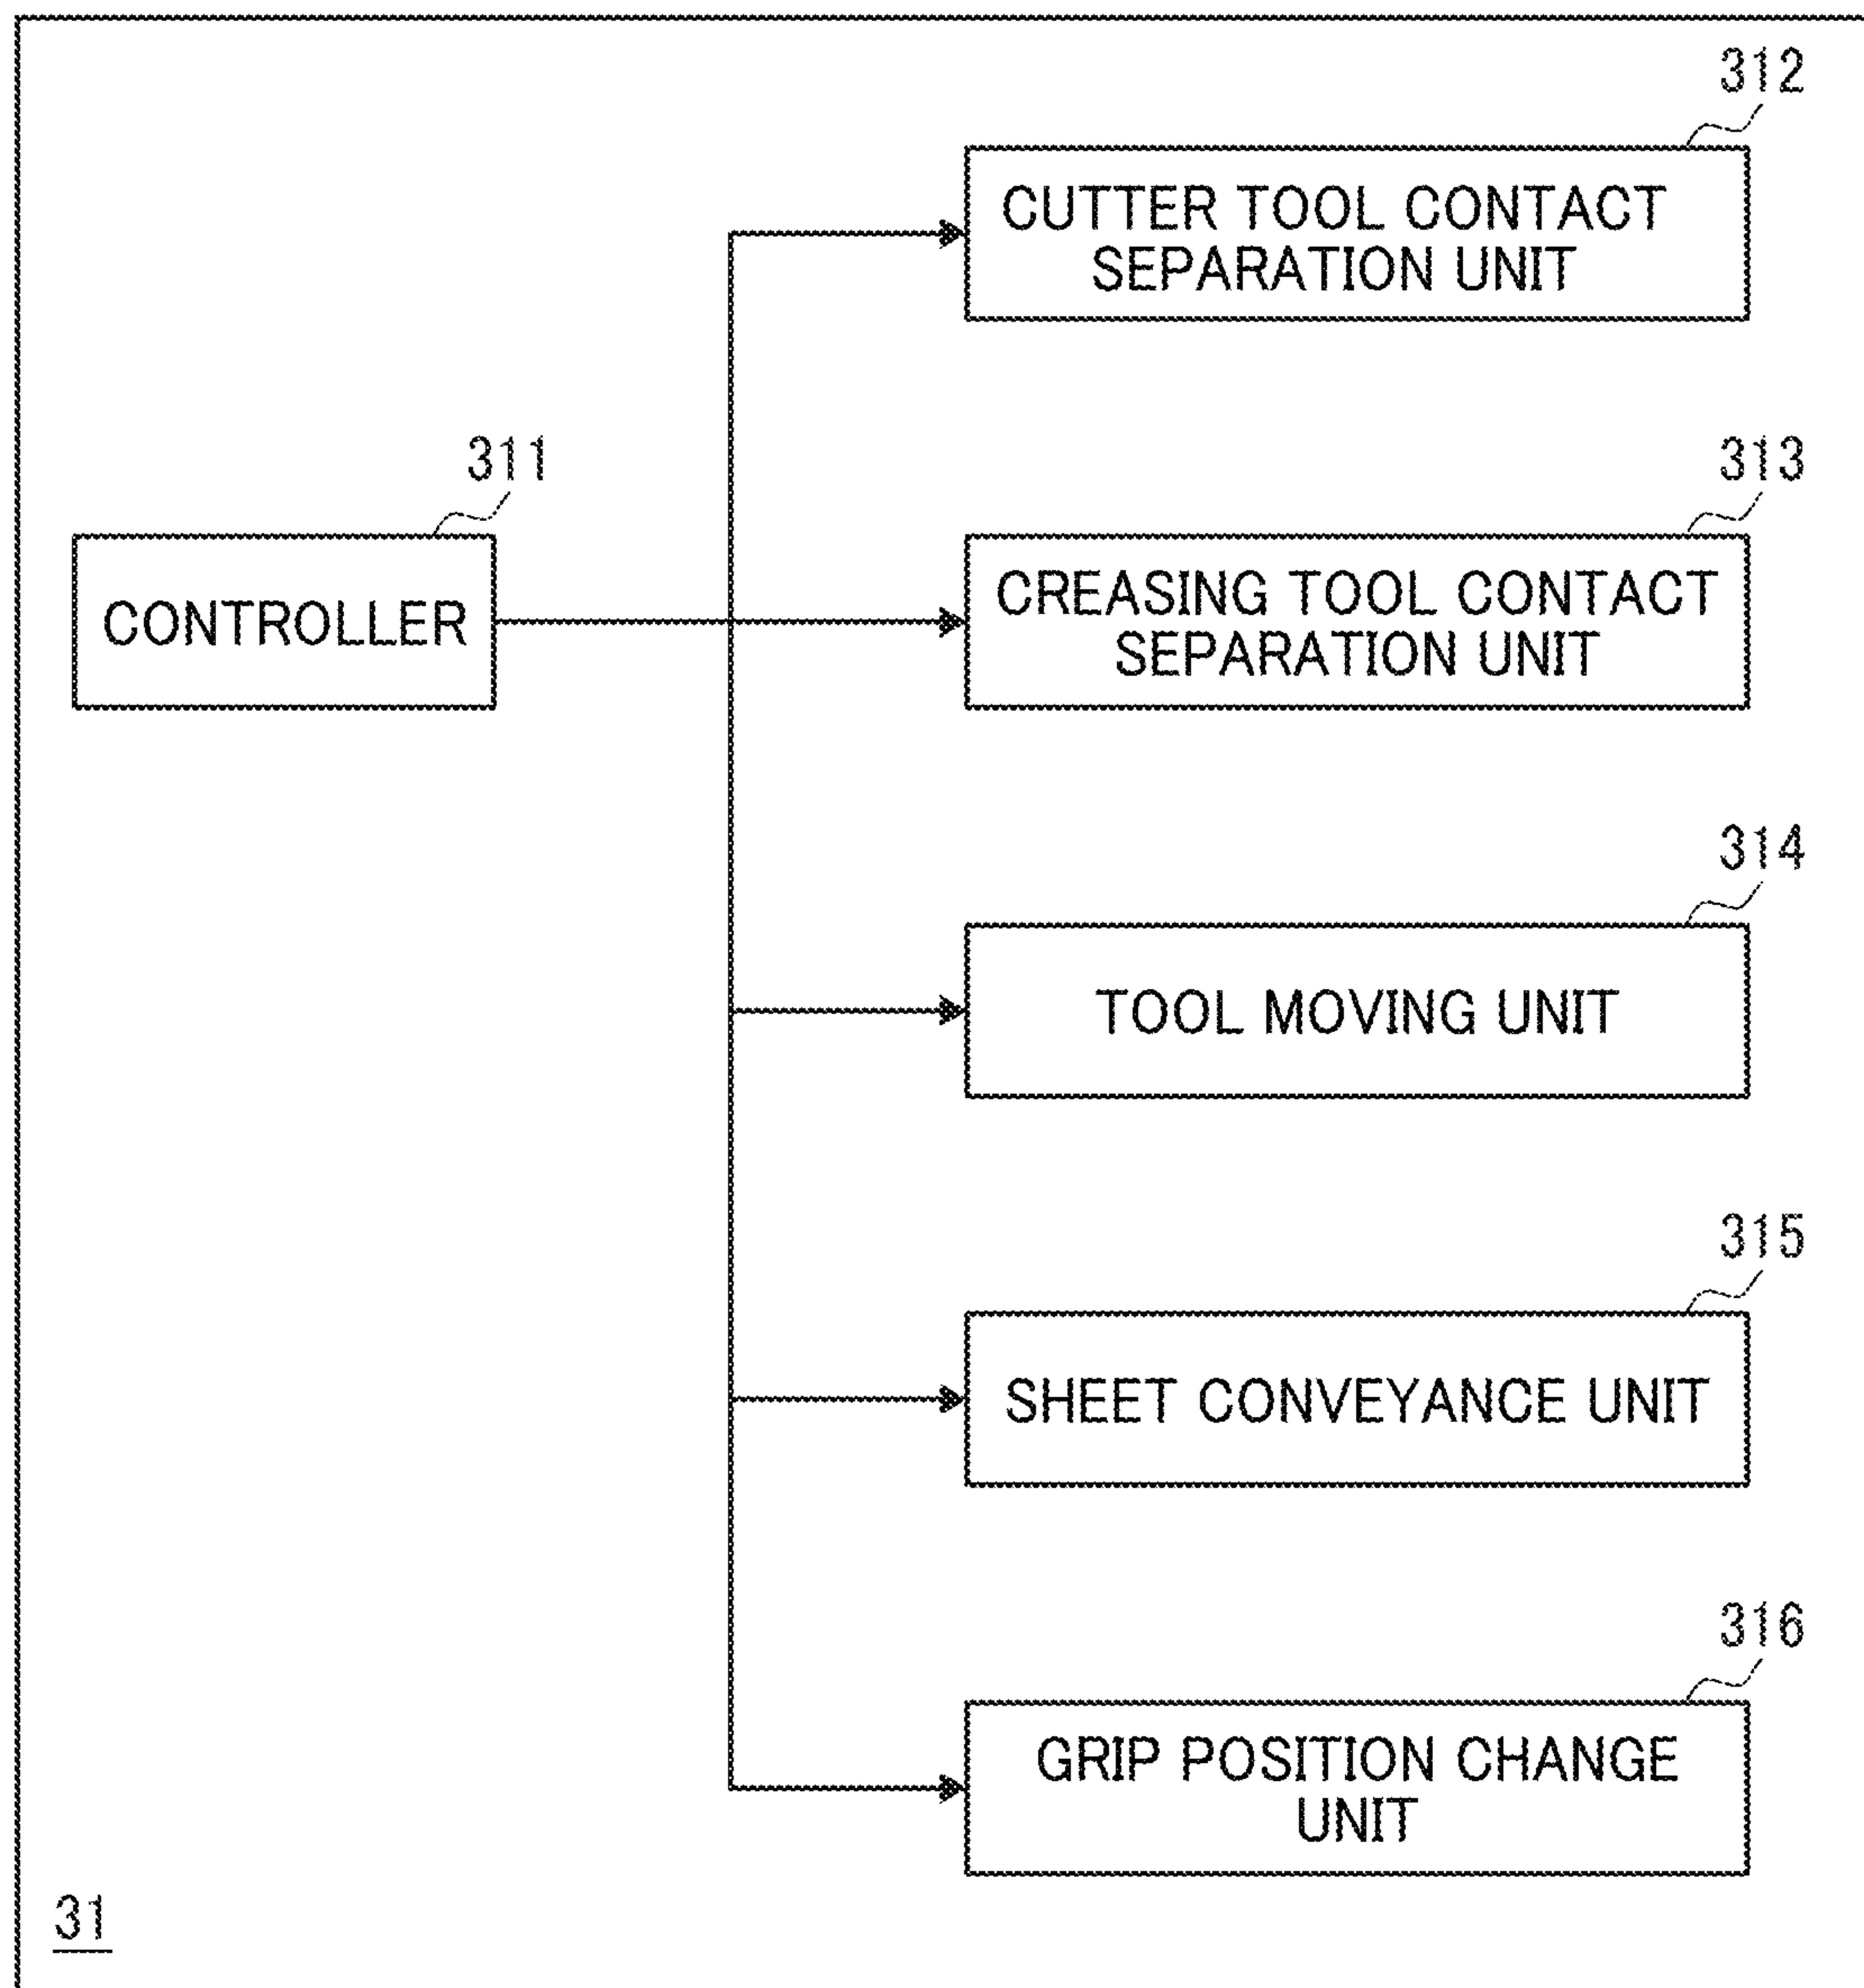 312
CUTTER TOOL CONTACT
SEPARATION UNIT
311
CONTROLLER
313
CREASING TOOL CONTACT
SEPARATION UNIT
314
TOOL MOVING UNIT
315
SHEET CONVEYANCE UNIT
316
GRIP POSITION CHANGE
UNIT
31